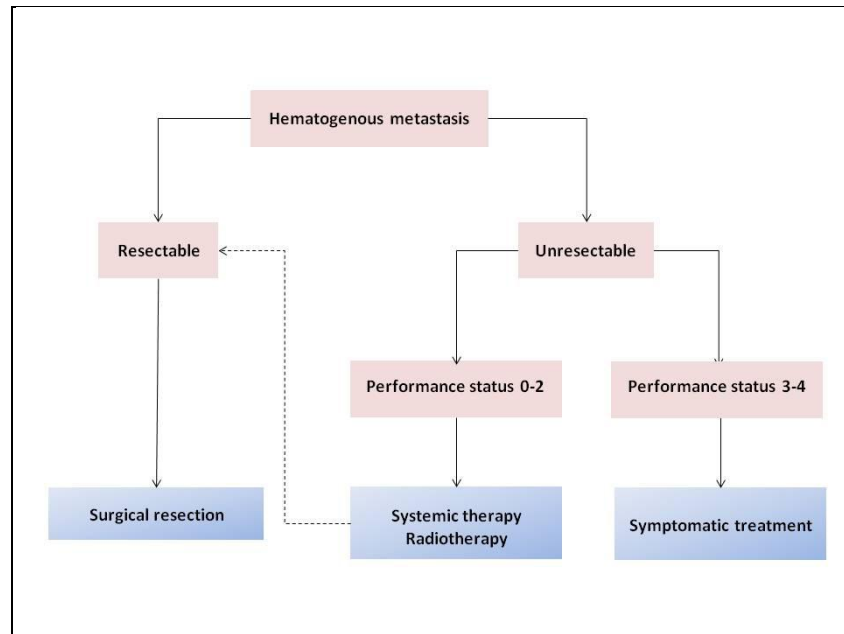 Hematogenous metastasis
Resectable
Unresectable
Performance status 0-2
Performance status 3-4
Surgical resection
Systemic therapy
Radiotherapy
Symptomatic treatment